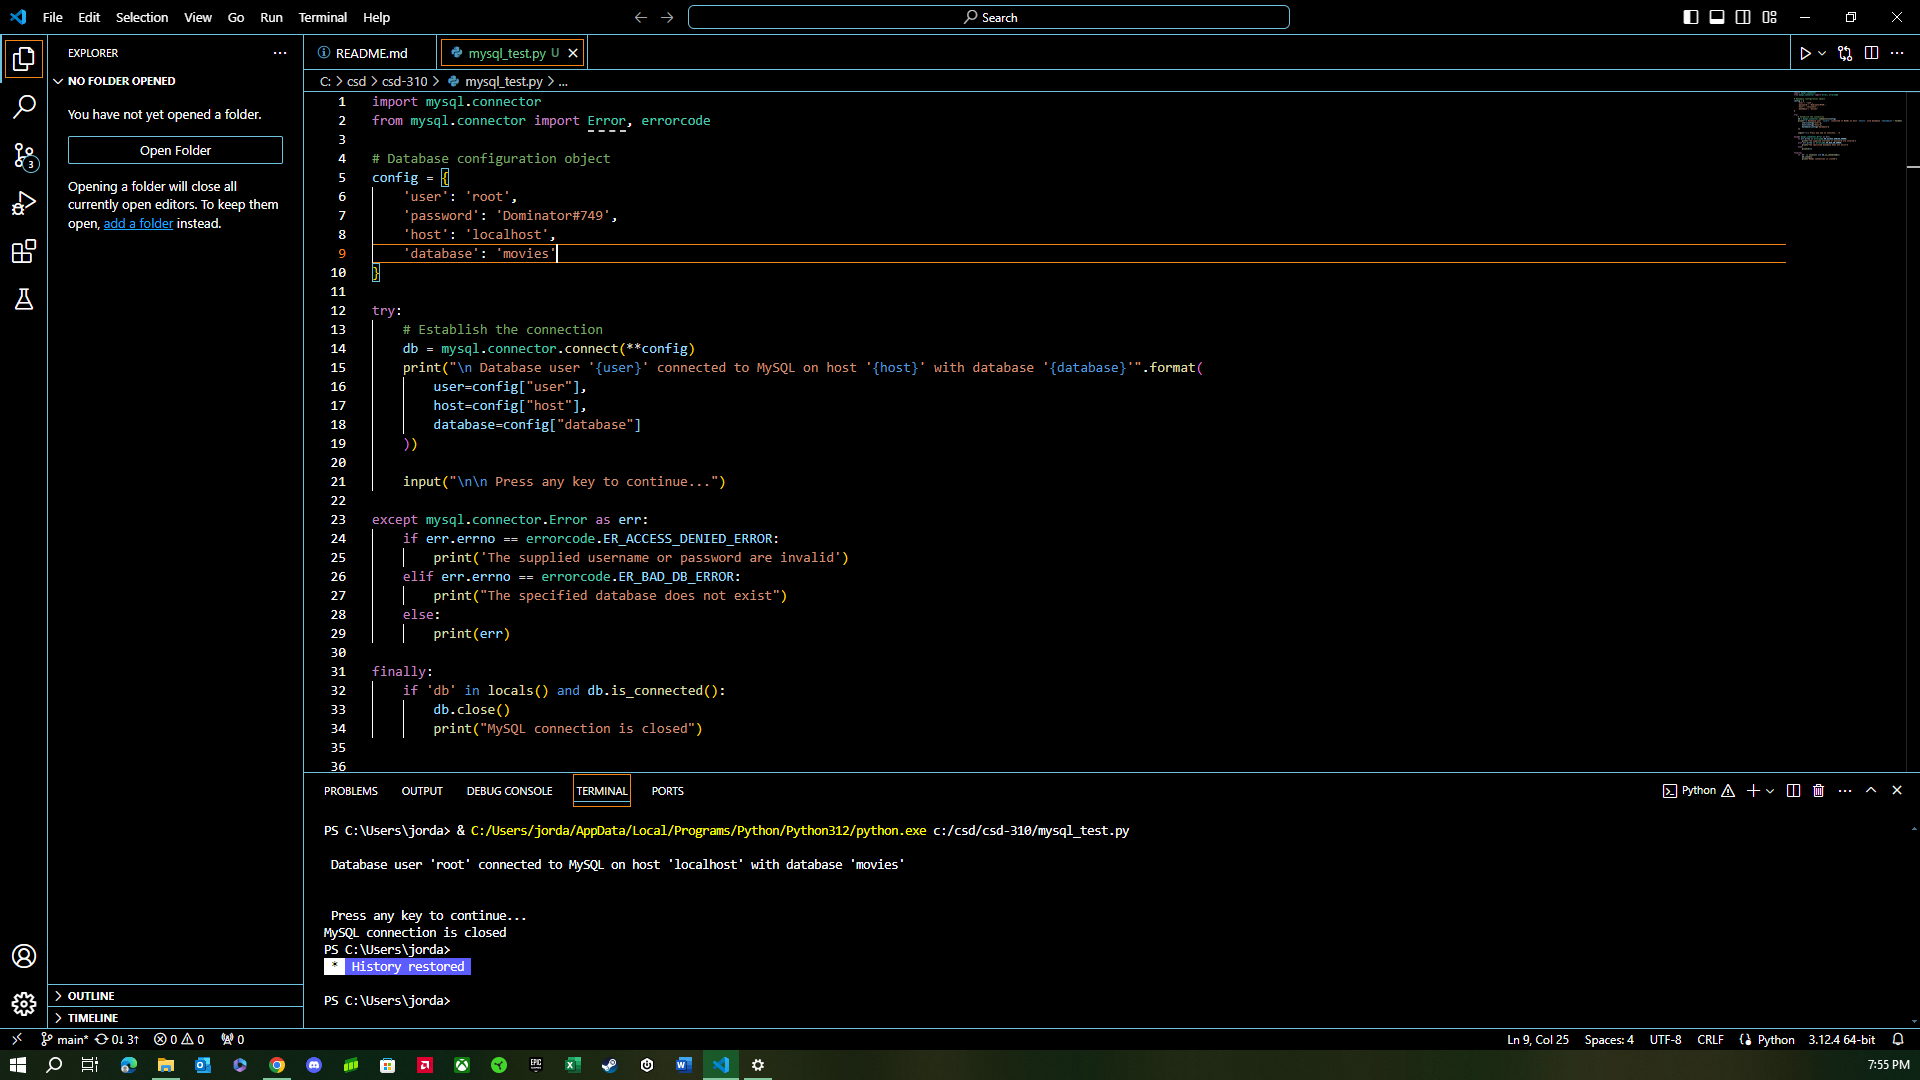 File Edit Selection View Go Run Terminal Help
Search
EXPLORER
NO FOLDER OPENED
You have not yet opened a folder.
Open Folder
Opening a folder will close all
currently open editors. To keep them
open, add a folder instead.
OUTLINE
TIMELINE
3
README.md
mysql_test.py U
C: > csd > csd-310 > mysql_test.py > ...
1 import mysql.connector
2 from mysql.connector import Error, errorcode
3
4 # Database configuration object
5 config = {
6     'user': 'root',
7     'password': 'Dominator#749',
8     'host': 'localhost',
9     'database': 'movies'
10 }
11
12 try:
13     # Establish the connection
14     db = mysql.connector.connect(**config)
15     print("\n Database user '{user}' connected to MySQL on host '{host}' with database '{database}'".format(
16         user=config["user"],
17         host=config["host"],
18         database=config["database"]
19     ))
20
21     input("\n\n Press any key to continue...")
22
23 except mysql.connector.Error as err:
24     if err.errno == errorcode.ER_ACCESS_DENIED_ERROR:
25         print('The supplied username or password are invalid')
26     elif err.errno == errorcode.ER_BAD_DB_ERROR:
27         print("The specified database does not exist")
28     else:
29         print(err)
30
31 finally:
32     if 'db' in locals() and db.is_connected():
33         db.close()
34         print("MySQL connection is closed")
35
36
PROBLEMS OUTPUT DEBUG CONSOLE TERMINAL PORTS
Python
PS C:\Users\jorda> & C:/Users/jorda/AppData/Local/Programs/Python/Python312/python.exe c:/csd/csd-310/mysql_test.py
Database user 'root' connected to MySQL on host 'localhost' with database 'movies'
Press any key to continue...
MySQL connection is closed
PS C:\Users\jorda>
* History restored
PS C:\Users\jorda>
main* 0↓ 3↑ 0 0 0
Ln 9, Col 25 Spaces: 4 UTF-8 CRLF Python 3.12.4 64-bit
7:55 PM